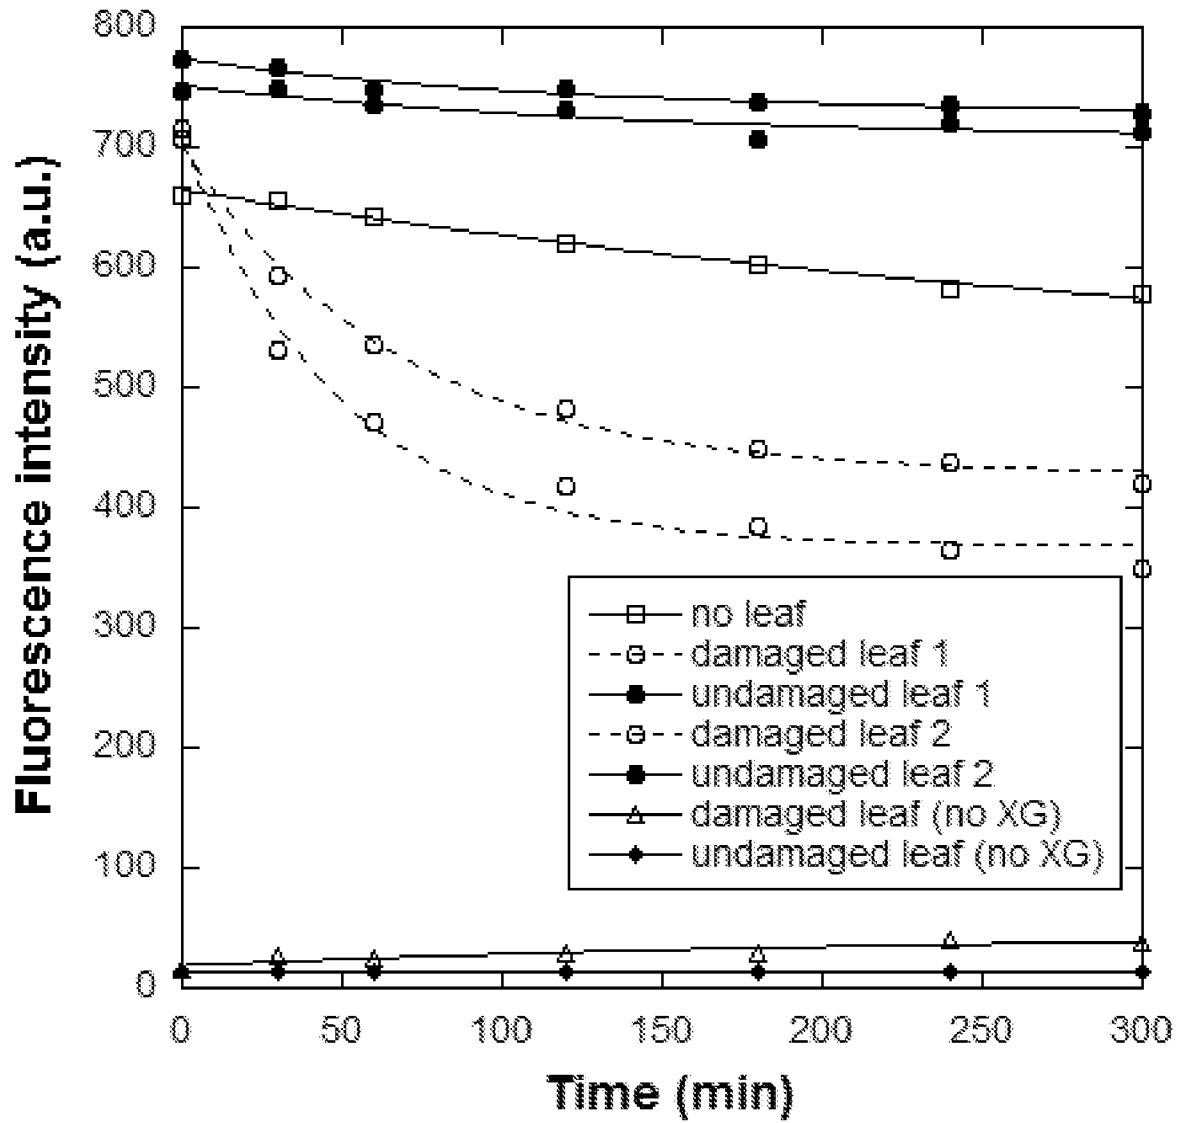 Fluorescence intensity (a.u.)
800
700
600
500
400
300
200
100
0
no leaf
damaged leaf 1
undamaged leaf 1
damaged leaf 2
undamaged leaf 2
damaged leaf (no XG)
undamaged leaf (no XG)
0 50 100 150 200 250 300
Time (min)